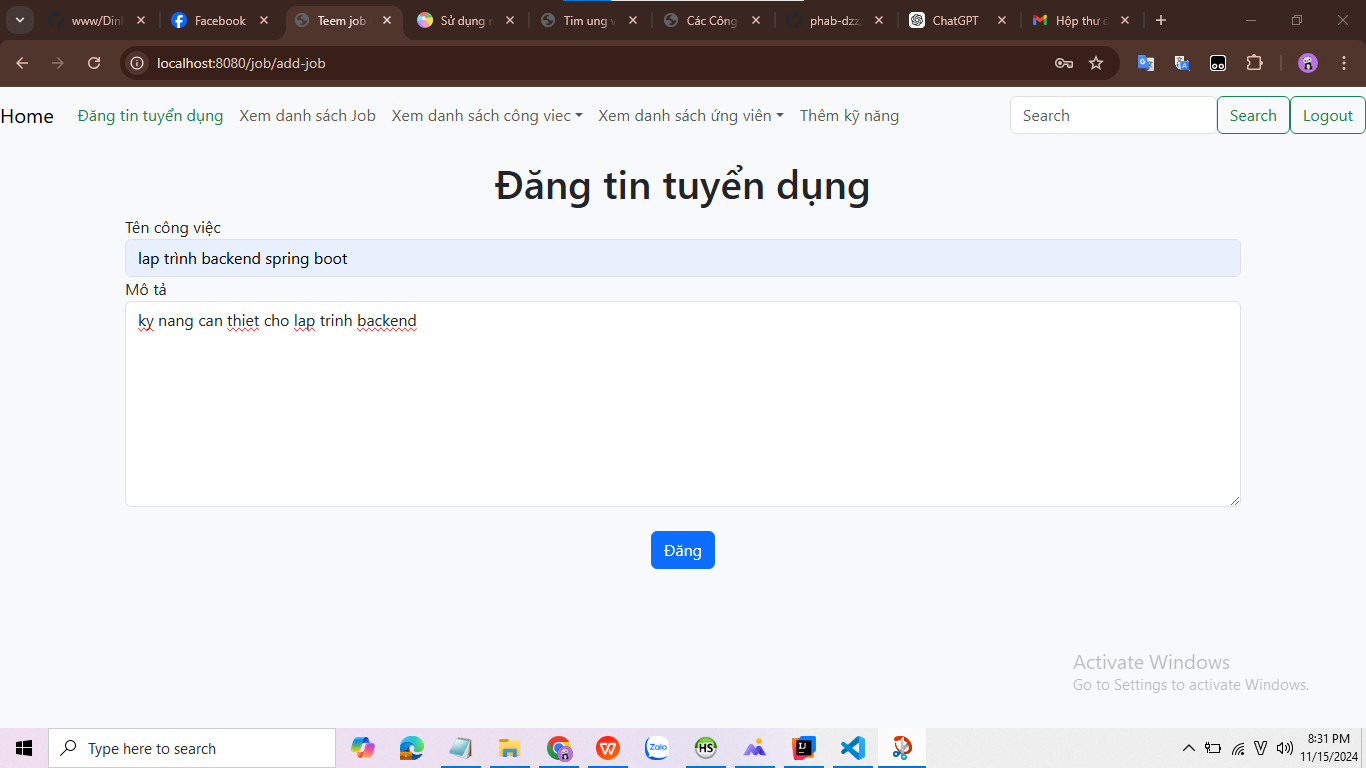 www/Dinh
Facebook
Teem job
Sử dụng n
Tim ung v
Các Công
phab-dzz
ChatGPT
Hộp thư
localhost:8080/job/add-job
Home
Đăng tin tuyển dụng
Xem danh sách Job
Xem danh sách công viec
Xem danh sách ứng viên
Thêm kỹ năng
Search
Search
Logout
Đăng tin tuyển dụng
Tên công việc
lap trình backend spring boot
Mô tả
ky nang can thiet cho lap trinh backend
Đăng
Activate Windows
Go to Settings to activate Windows.
Type here to search
Zalo
HS
8:31 PM
11/15/2024